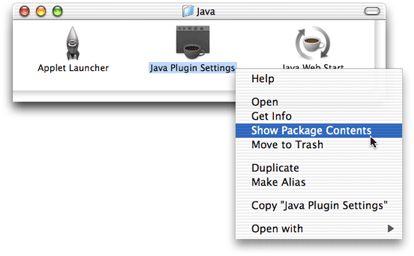 Java
Applet Launcher
Java Plugin Settings
Java Web Start
Help
Open
Get Info
Show Package Contents
Move to Trash
Duplicate
Make Alias
Copy "Java Plugin Settings"
Open with